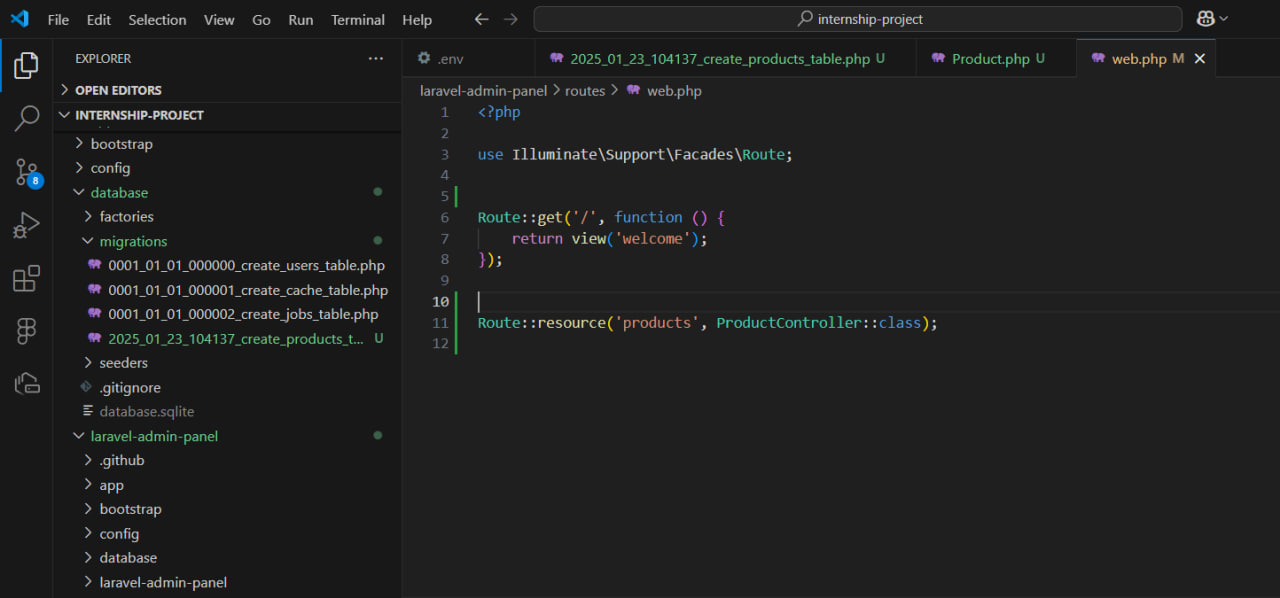 File Edit Selection View Go Run Terminal Help
internship-project
EXPLORER
OPEN EDITORS
INTERNSHIP-PROJECT
bootstrap
config
database
factories
migrations
0001_01_01_000000_create_users_table.php
0001_01_01_000001_create_cache_table.php
0001_01_01_000002_create_jobs_table.php
2025_01_23_104137_create_products_t... U
seeders
.gitignore
database.sqlite
laravel-admin-panel
.github
app
bootstrap
config
database
laravel-admin-panel
8
.env
2025_01_23_104137_create_products_table.php U
Product.php U
web.php M
laravel-admin-panel > routes > web.php
1 <?php
2
3 use Illuminate\Support\Facades\Route;
4
5
6 Route::get('/', function () {
7     return view('welcome');
8 });
9
10
11 Route::resource('products', ProductController::class);
12